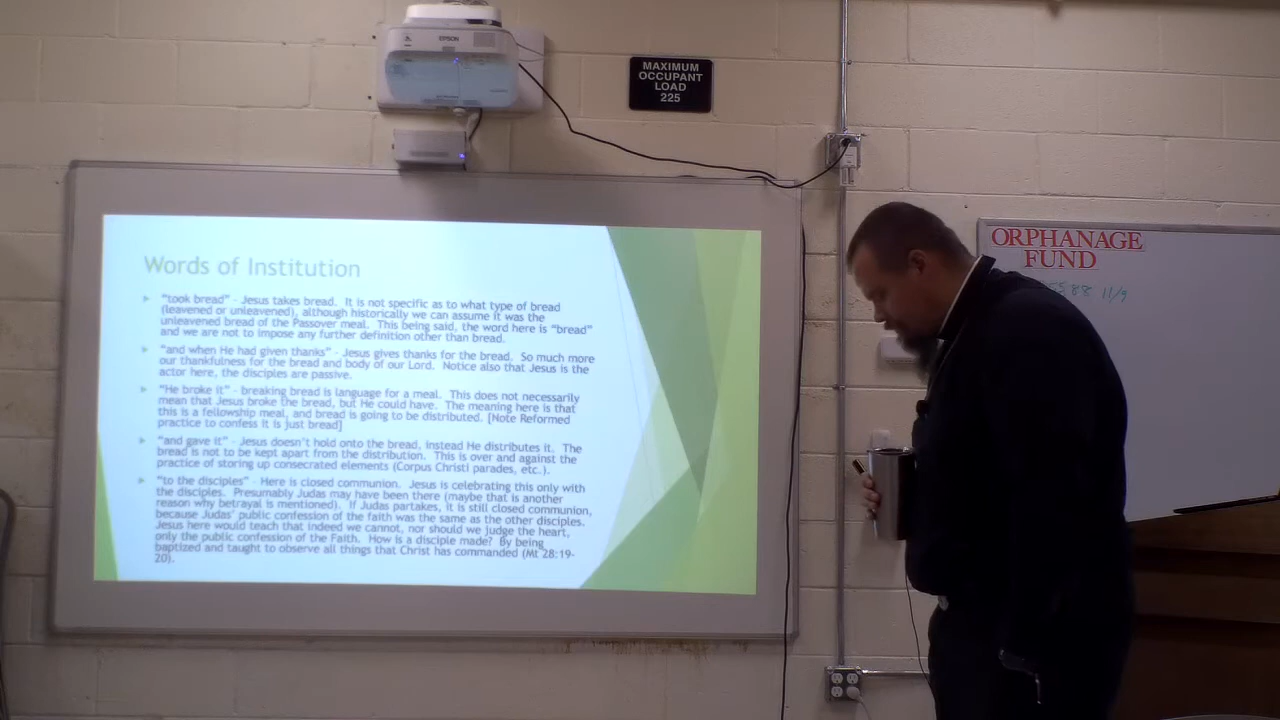 EPSON
MAXIMUM
OCCUPANT
LOAD
225
ORPHANAGE
FUND
11/9
Words of Institution
"took bread" - Jesus takes bread. It is not specific as to what type of bread
(leavened or unleavened), although historically we can assume it was the
unleavened bread of the Passover meal. This being said, the word here is "bread"
and we are not to impose any further definition other than bread.
"and when He had given thanks" - Jesus gives thanks for the bread. So much more
our thankfulness for the bread and body of our Lord. Notice also that Jesus is the
actor here, the disciples are passive.
"He broke it" - breaking bread is language for a meal. This does not necessarily
mean that Jesus broke the bread, but He could have. The meaning here is that
this is a fellowship meal, and bread is going to be distributed. [Note Reformed
practice to confess it is just bread]
"and gave it" - Jesus doesn't hold onto the bread, instead He distributes it. The
bread is not to be kept apart from the distribution. This is over and against the
practice of storing up consecrated elements (Corpus Christi parades, etc.).
"to the disciples" - Here is closed communion. Jesus is celebrating this only with
the disciples. Presumably Judas may have been there (maybe that is another
reason why betrayal is mentioned). If Judas partakes, it is still closed communion,
because Judas' public confession of the faith was the same as the other disciples.
Jesus here would teach that indeed we cannot, nor should we judge the heart,
only the public confession of the Faith. How is a disciple made? By being
baptized and taught to observe all things that Christ has commanded (Mt 28:19-
20).